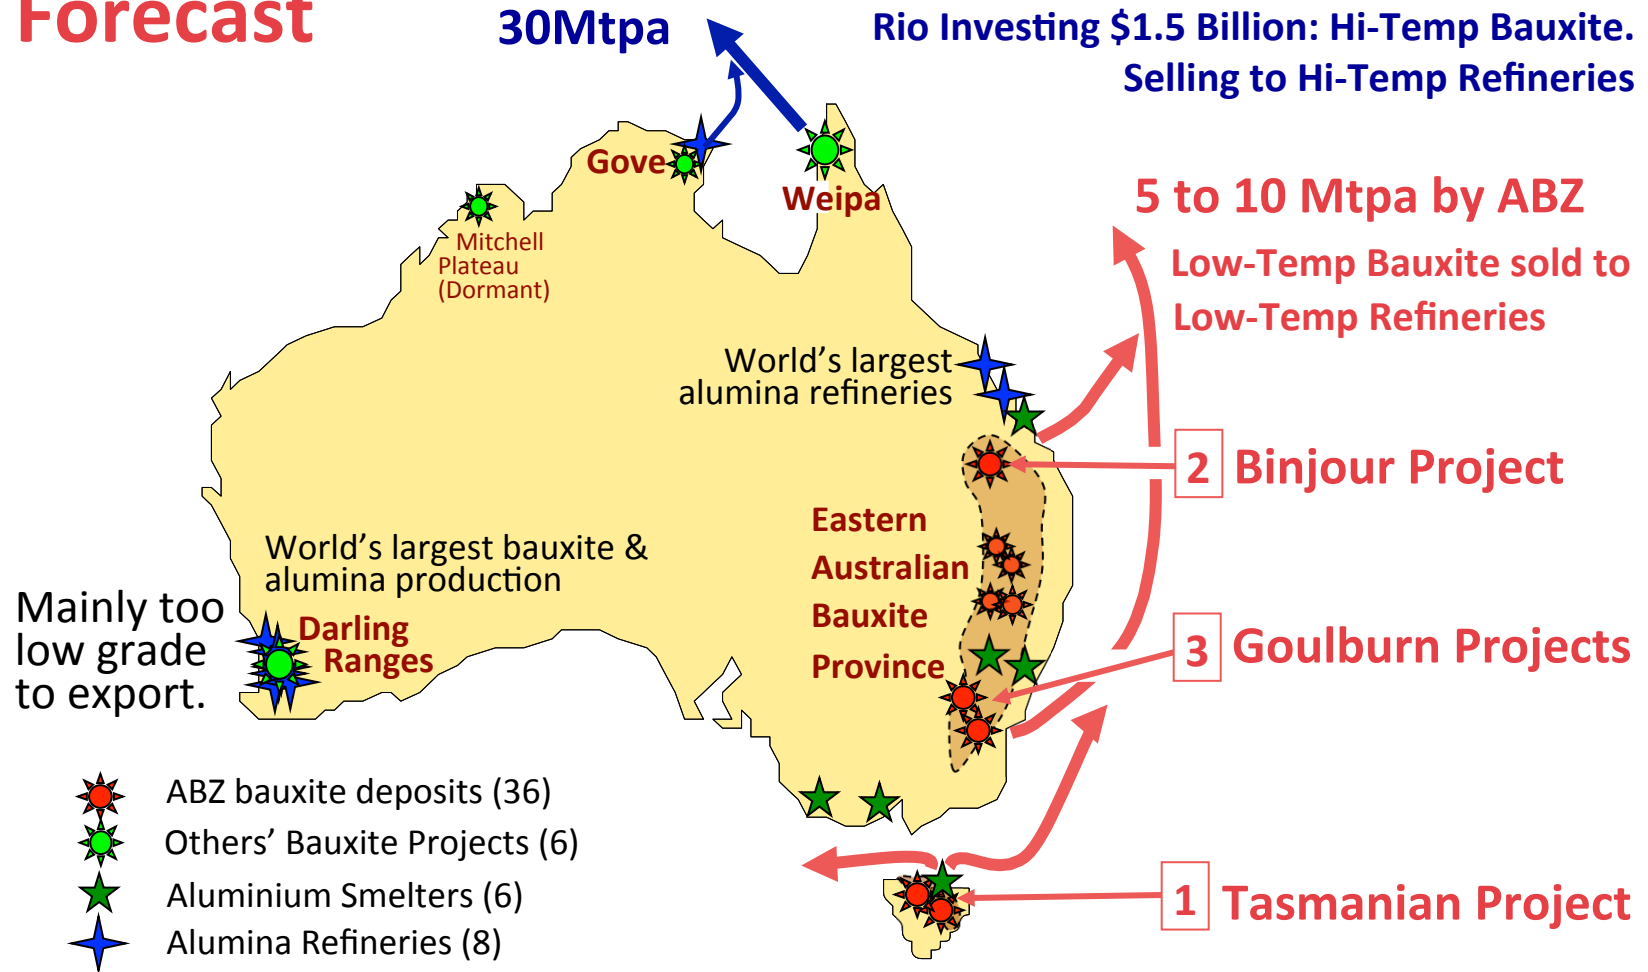 Forecast
30Mtpa
Rio Investing $1.5 Billion: Hi-Temp Bauxite.
Selling to Hi-Temp Refineries
Gove
Weipa
5 to 10 Mtpa by ABZ
Low-Temp Bauxite sold to
Low-Temp Refineries
Mitchell
Plateau
(Dormant)
World's largest
alumina refineries
2 Binjour Project
Eastern
Australian
Bauxite
Province
World's largest bauxite &
alumina production
Mainly too
low grade
to export.
Darling
Ranges
3 Goulburn Projects
ABZ bauxite deposits (36)
Others' Bauxite Projects (6)
Aluminium Smelters (6)
Alumina Refineries (8)
1 Tasmanian Project